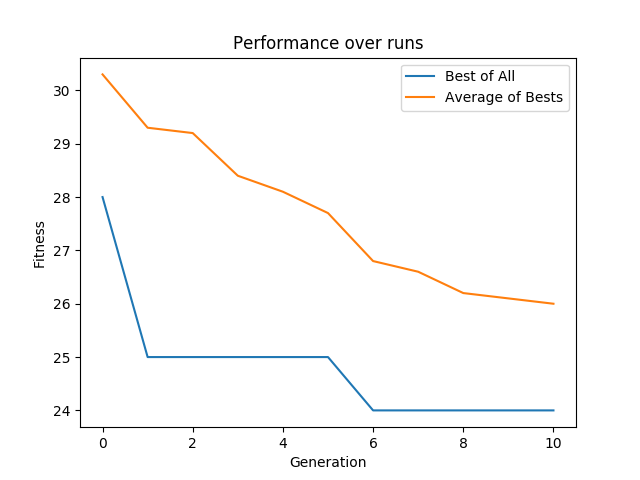 Performance over runs
Best of All
Average of Bests
30
29
28
27
26
25
24
Fitness
0 2 4 6 8 10
Generation